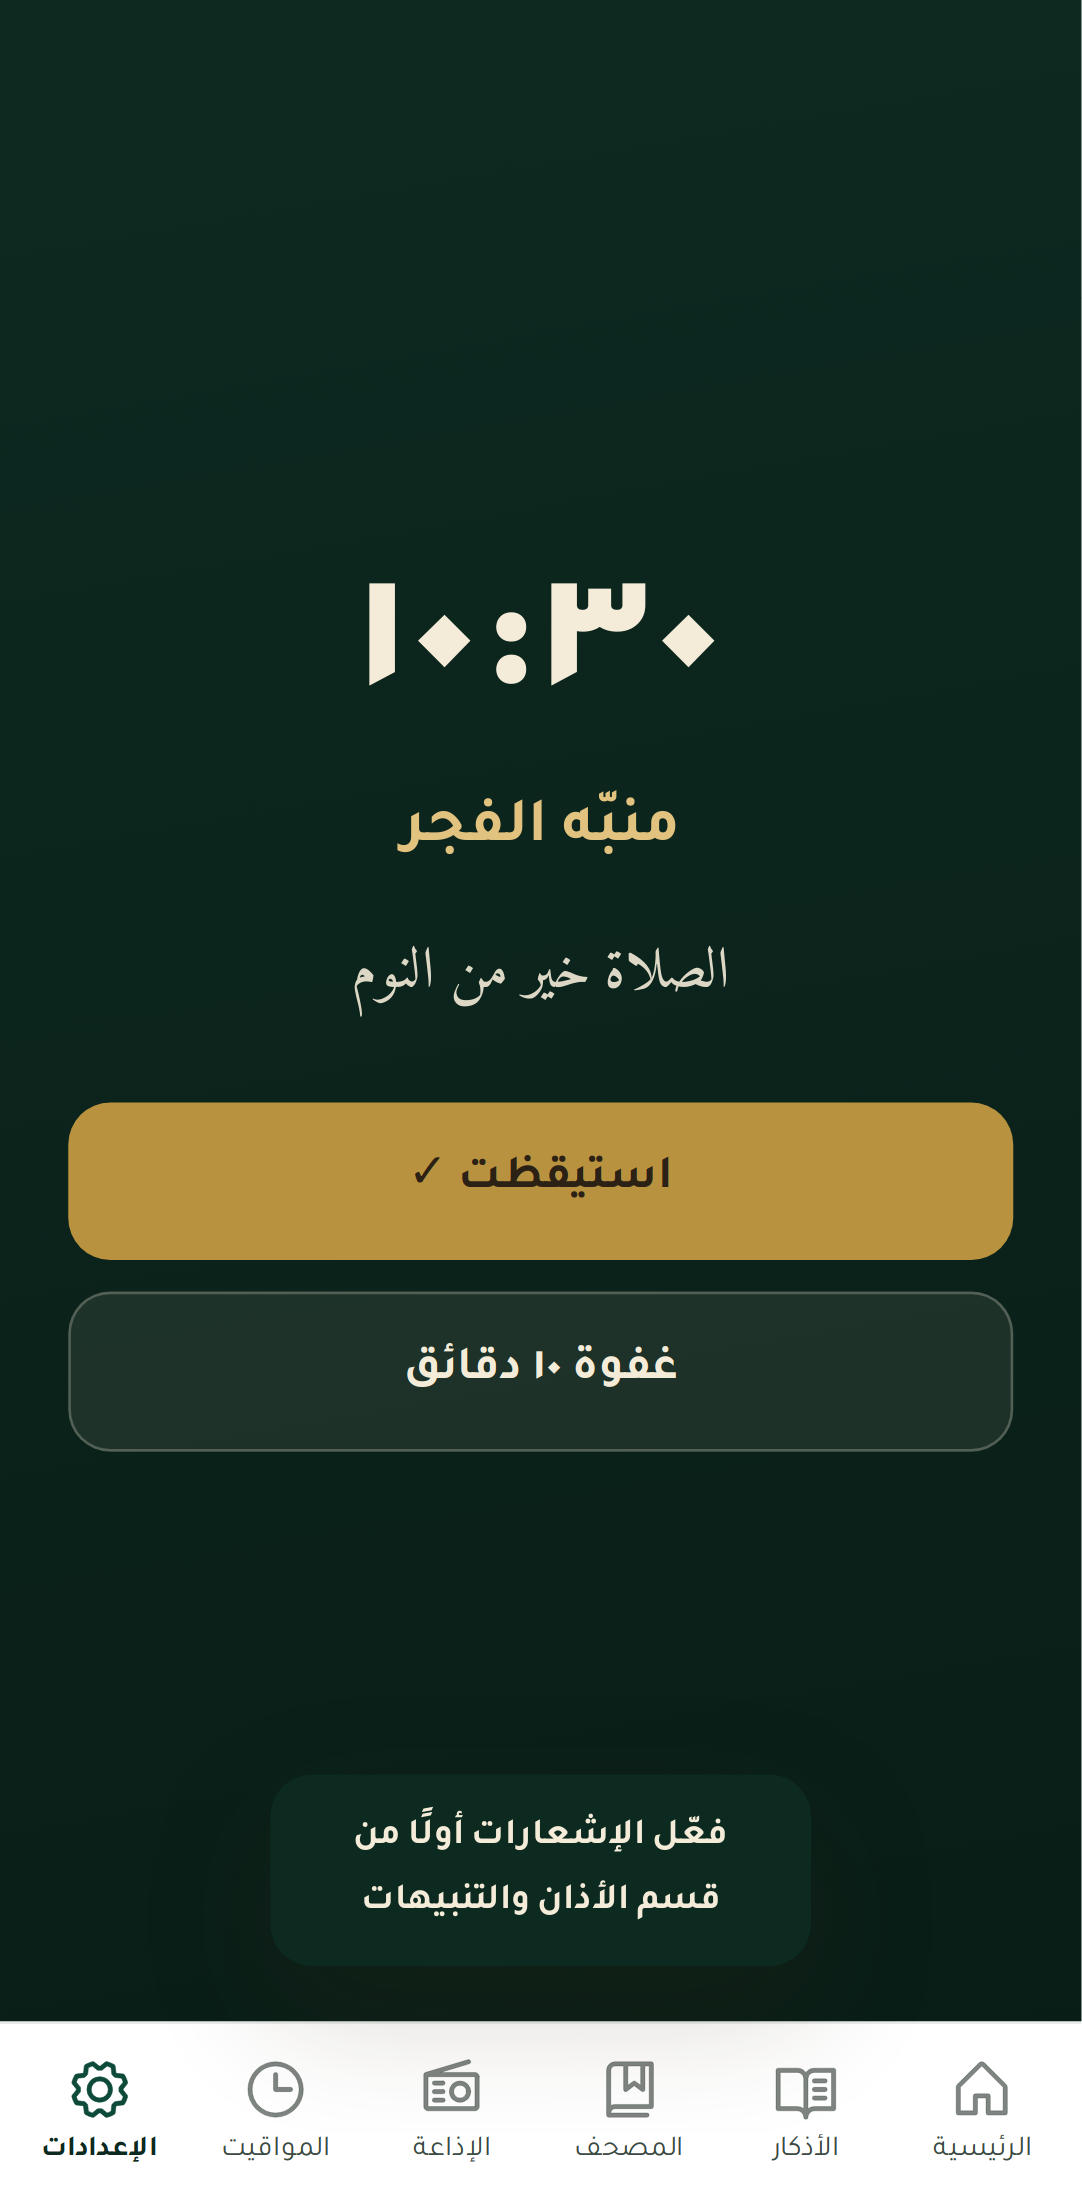 ١٠:٣٠
منبّه الفجر
الصلاة خير من النوم
استيقظت ✓
غفوة ١٠ دقائق
فعّل الإشعارات أولًا من
قسم الأذان والتنبيهات
الرئيسية
الأذكار
المصحف
الإذاعة
المواقيت
الإعدادات